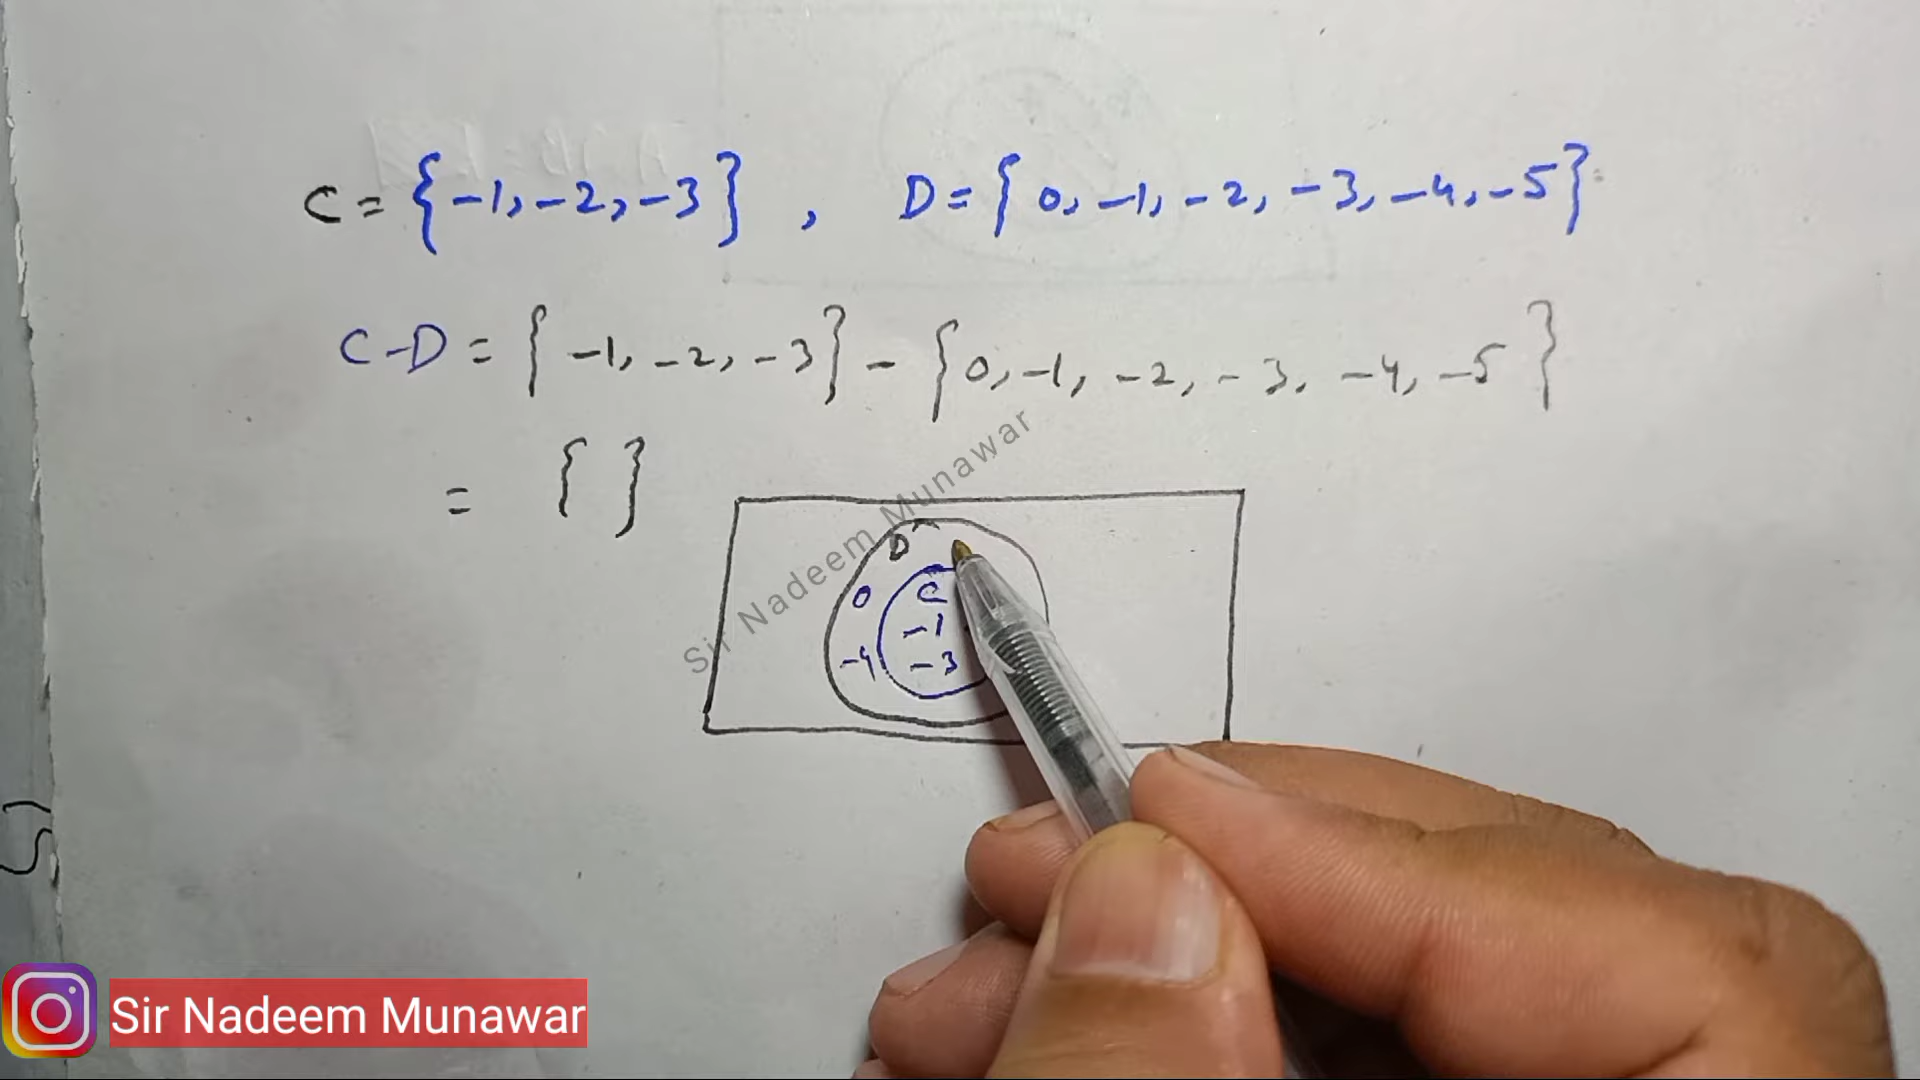 C = {-1, -2, -3} , D = {0, -1, -2, -3, -4, -5}
C-D = {-1, -2, -3} - {0, -1, -2, -3, -4, -5}
= { }
D
0 C
-1
-4 -3
Sir Nadeem Munawar
Sir Nadeem Munawar